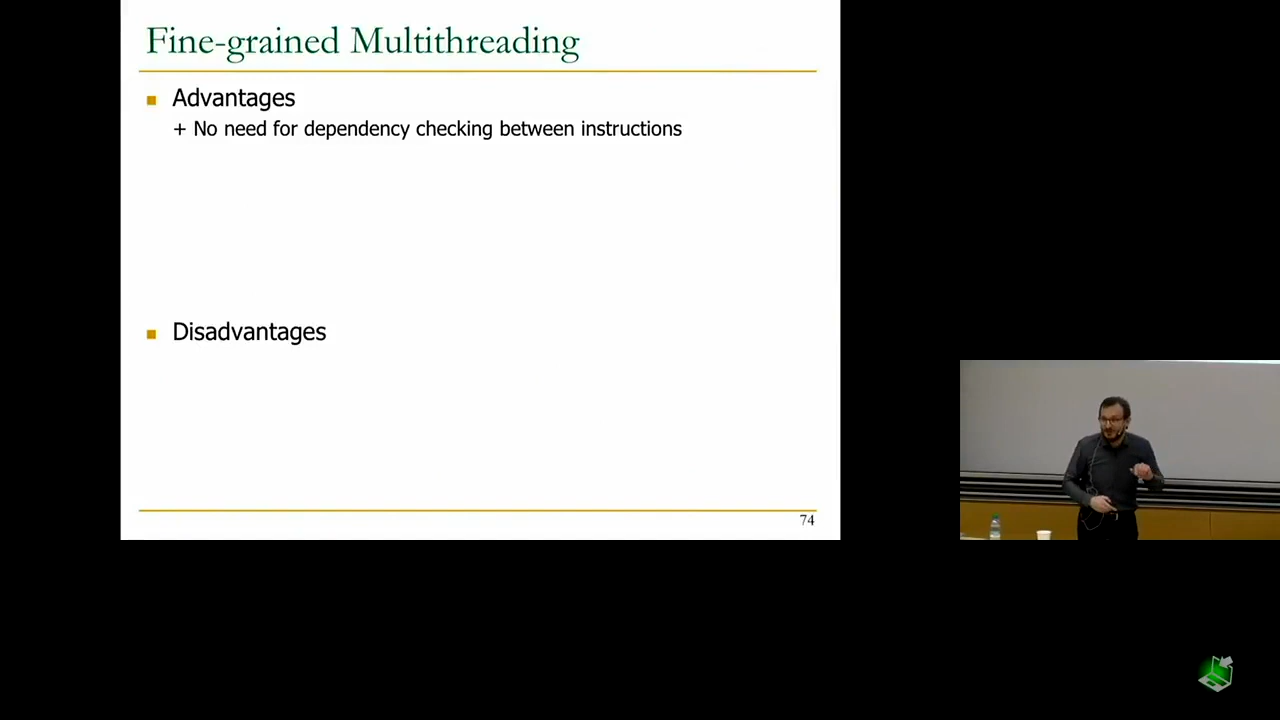 Fine-grained Multithreading
Advantages
+ No need for dependency checking between instructions
Disadvantages
74